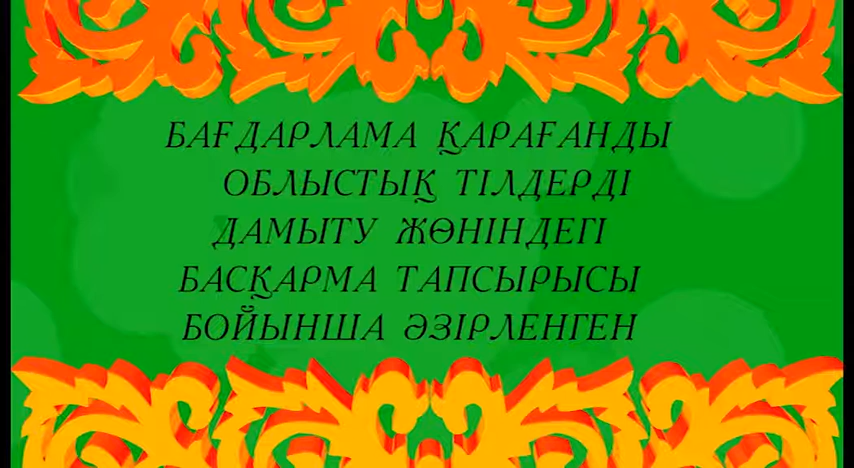 БАҒДАРЛАМА ҚАРАҒАНДЫ
ОБЛЫСТЫҚ ТІЛДЕРДІ
ДАМЫТУ ЖӨНІНДЕГІ
БАСҚАРМА ТАПСЫРЫСЫ
БОЙЫНША ӘЗІРЛЕНГЕН